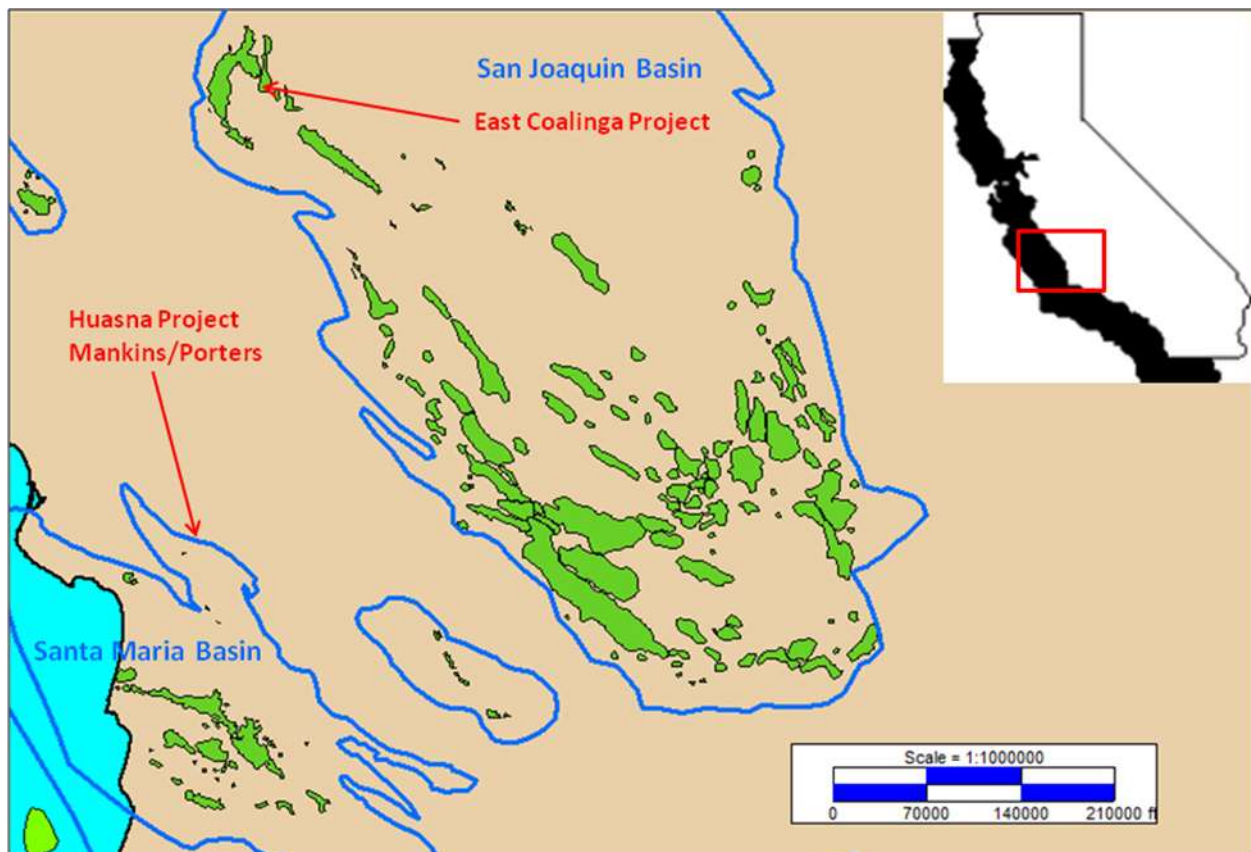 San Joaquin Basin
East Coalinga Project
Huasna Project
Mankins/Porters
Santa Maria Basin
Scale = 1:1000000
0 70000 140000 210000 ft